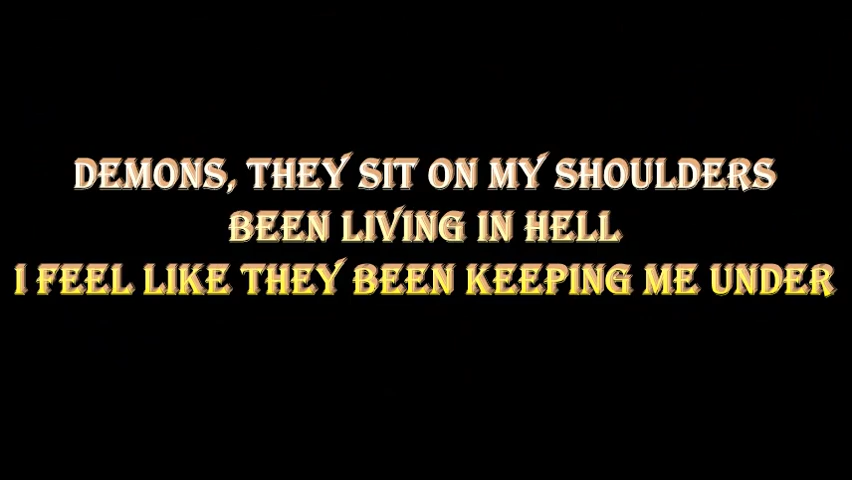 DEMONS, THEY SIT ON MY SHOULDERS
BEEN LIVING IN HELL
I FEEL LIKE THEY BEEN KEEPING ME UNDER